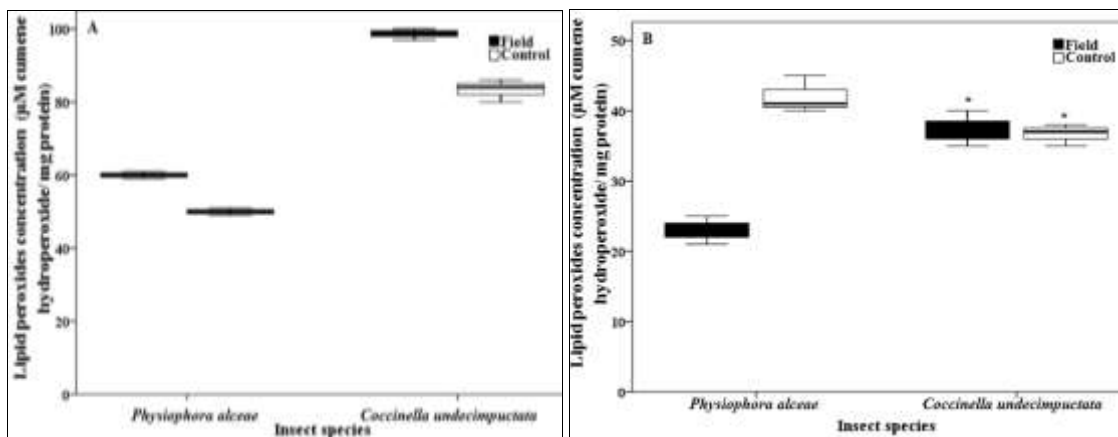 Lipid peroxides concentration (µM cumene
hydroperoxide/ mg protein)
A
Field
Control
100
80
60
40
20
0
Physiophora alceae
Coccinella undecimpuctata
Insect species
Lipid peroxides concentration (µM cumene
hydroperoxide/ mg protein)
B
Field
Control
50
40
30
20
10
0
*
*
Physiophora alceae
Coccinella undecimpuctata
Insect species